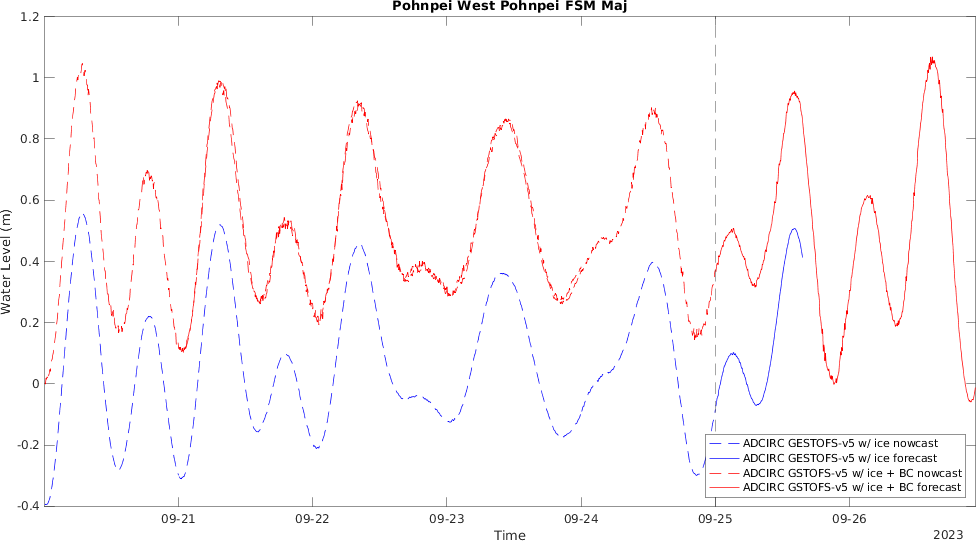 Pohnpei West Pohnpei FSM Maj
1.2
1
0.8
0.6
0.4
0.2
0
-0.2
-0.4
Water Level (m)
09-21
09-22
09-23
09-24
09-25
09-26
Time
2023
ADCIRC GESTOFS-v5 w/ ice nowcast
ADCIRC GESTOFS-v5 w/ ice forecast
ADCIRC GSTOFS-v5 w/ ice + BC nowcast
ADCIRC GSTOFS-v5 w/ ice + BC forecast